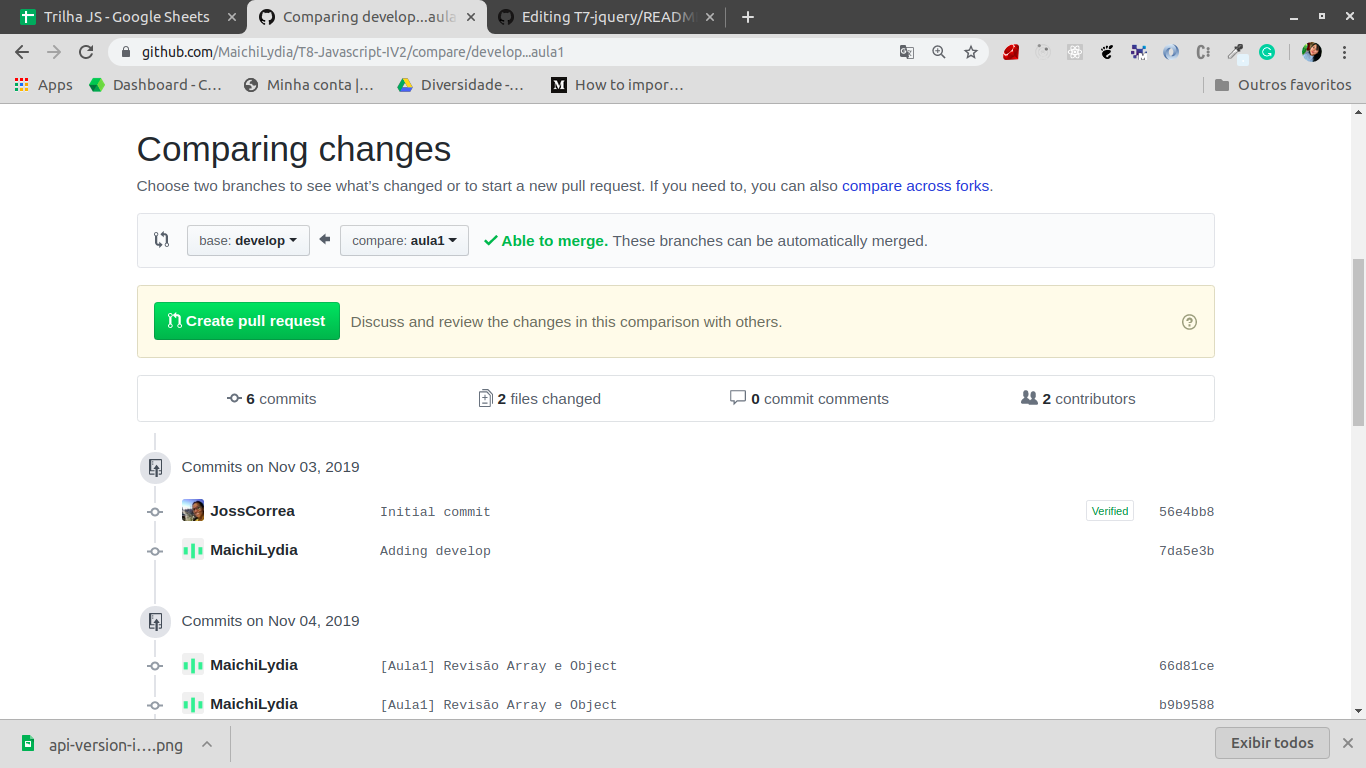 Trilha JS - Google Sheets
Comparing develop...aula
Editing T7-jquery/READM
github.com/MaichiLydia/T8-Javascript-IV2/compare/develop...aula1
Apps
Dashboard - C…
Minha conta |…
Diversidade -…
How to impor…
Outros favoritos
Comparing changes
Choose two branches to see what's changed or to start a new pull request. If you need to, you can also compare across forks.
base: develop
compare: aula1
Able to merge. These branches can be automatically merged.
Create pull request
Discuss and review the changes in this comparison with others.
6 commits
2 files changed
0 commit comments
2 contributors
Commits on Nov 03, 2019
JossCorrea Initial commit Verified 56e4bb8
MaichiLydia Adding develop 7da5e3b
Commits on Nov 04, 2019
MaichiLydia [Aula1] Revisão Array e Object 66d81ce
MaichiLydia [Aula1] Revisão Array e Object b9b9588
api-version-i….png
Exibir todos